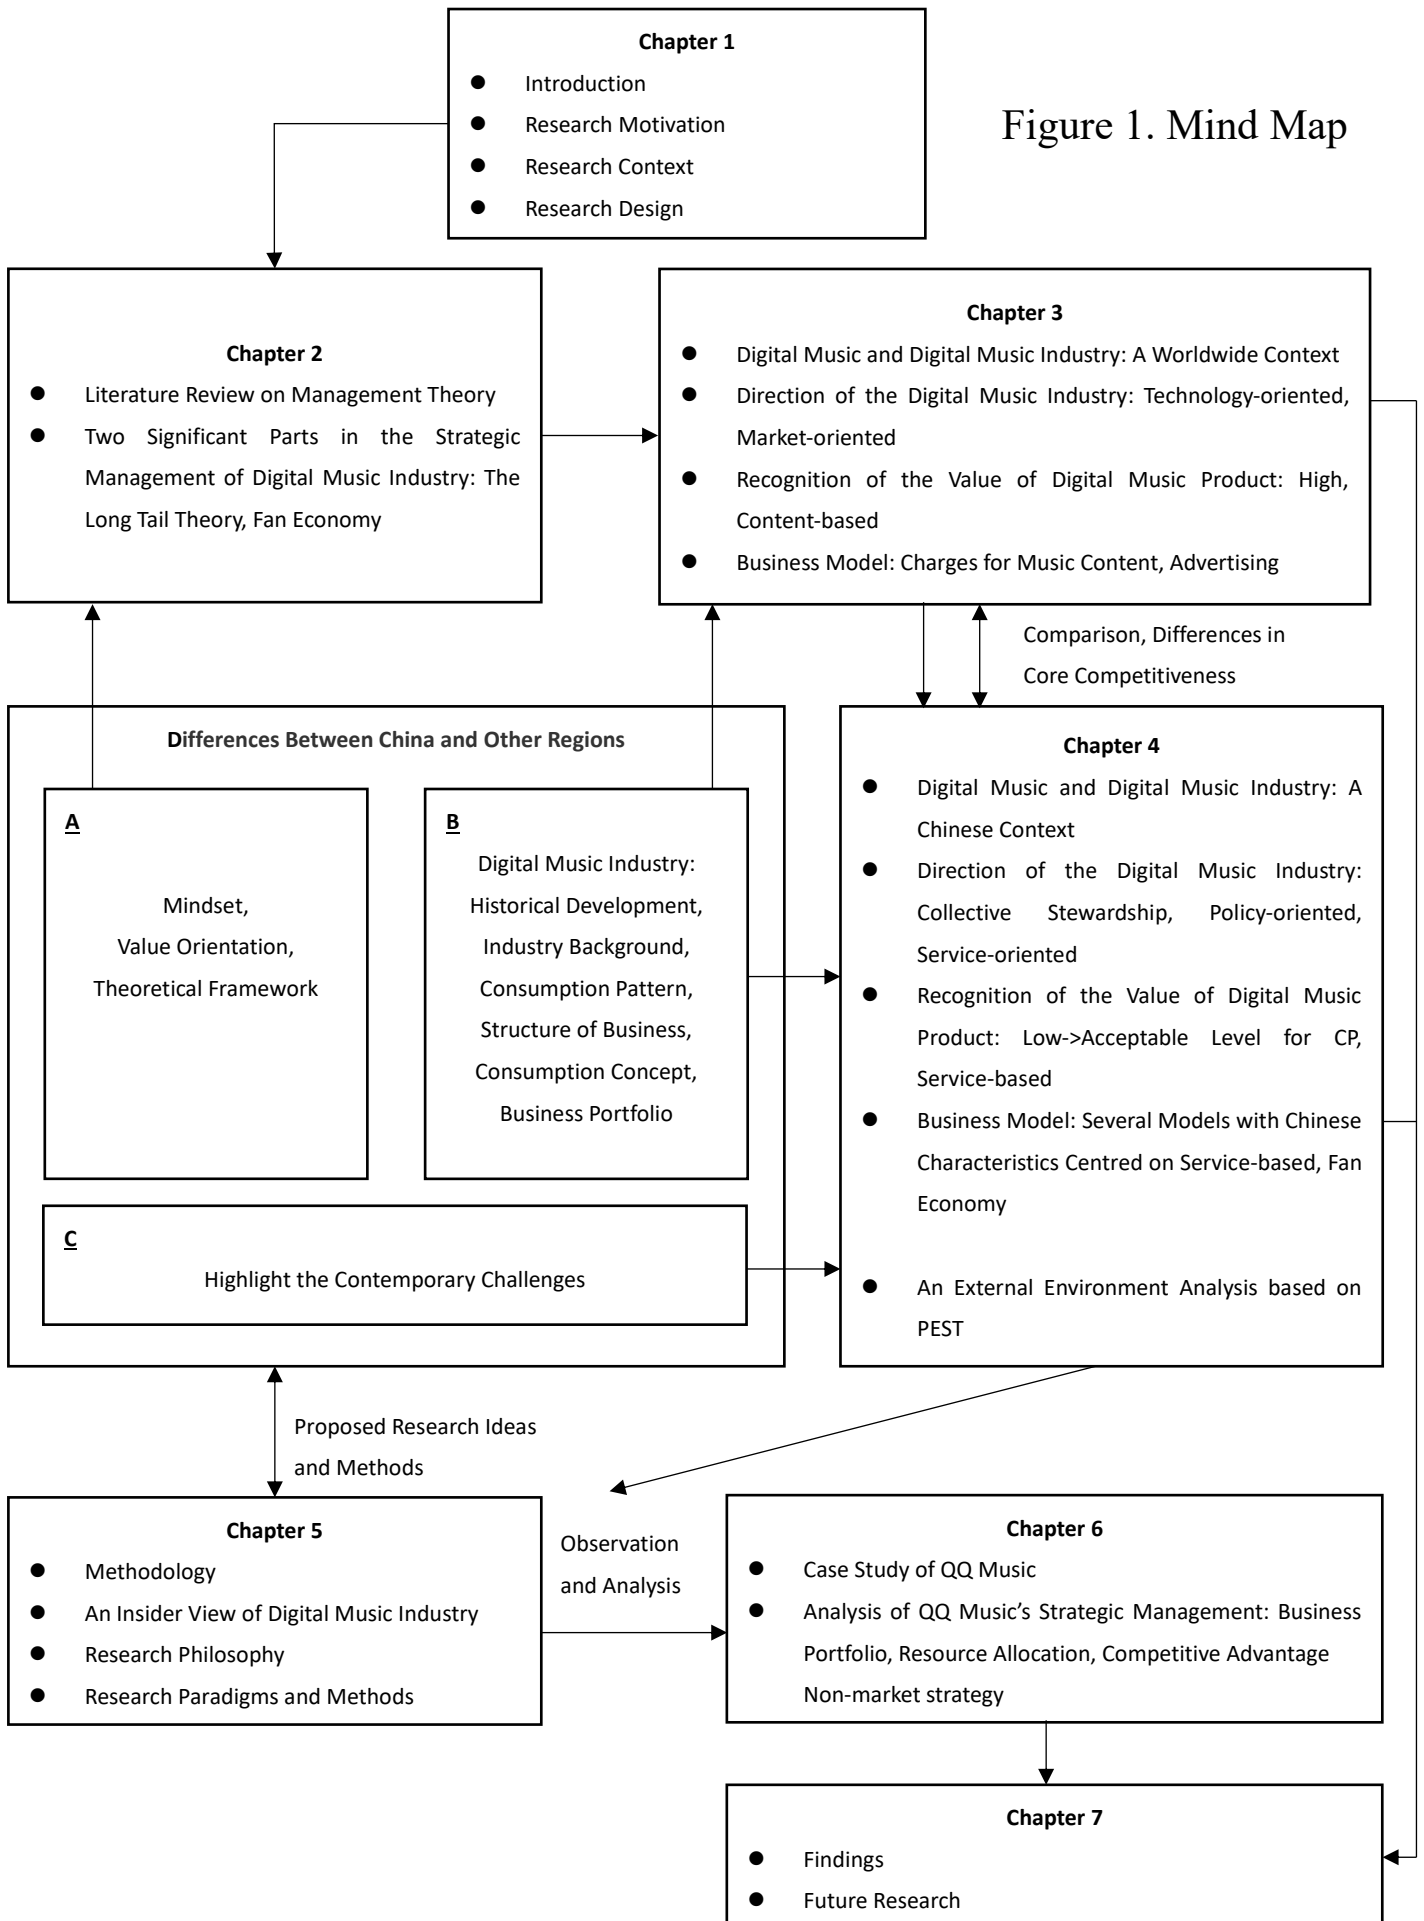 Chapter 1
● Introduction
● Research Motivation
● Research Context
● Research Design
Figure 1. Mind Map
Chapter 2
● Literature Review on Management Theory
● Two Significant Parts in the Strategic
Management of Digital Music Industry: The
Long Tail Theory, Fan Economy
Chapter 3
● Digital Music and Digital Music Industry: A Worldwide Context
● Direction of the Digital Music Industry: Technology-oriented,
Market-oriented
● Recognition of the Value of Digital Music Product: High,
Content-based
● Business Model: Charges for Music Content, Advertising
Comparison, Differences in
Core Competitiveness
Differences Between China and Other Regions
A
Mindset,
Value Orientation,
Theoretical Framework
B
Digital Music Industry:
Historical Development,
Industry Background,
Consumption Pattern,
Structure of Business,
Consumption Concept,
Business Portfolio
C
Highlight the Contemporary Challenges
Chapter 4
● Digital Music and Digital Music Industry: A
Chinese Context
● Direction of the Digital Music Industry:
Collective Stewardship, Policy-oriented,
Service-oriented
● Recognition of the Value of Digital Music
Product: Low->Acceptable Level for CP,
Service-based
● Business Model: Several Models with Chinese
Characteristics Centred on Service-based, Fan
Economy
● An External Environment Analysis based on
PEST
Proposed Research Ideas
and Methods
Chapter 5
● Methodology
● An Insider View of Digital Music Industry
● Research Philosophy
● Research Paradigms and Methods
Observation
and Analysis
Chapter 6
● Case Study of QQ Music
● Analysis of QQ Music’s Strategic Management: Business
Portfolio, Resource Allocation, Competitive Advantage
Non-market strategy
Chapter 7
● Findings
● Future Research